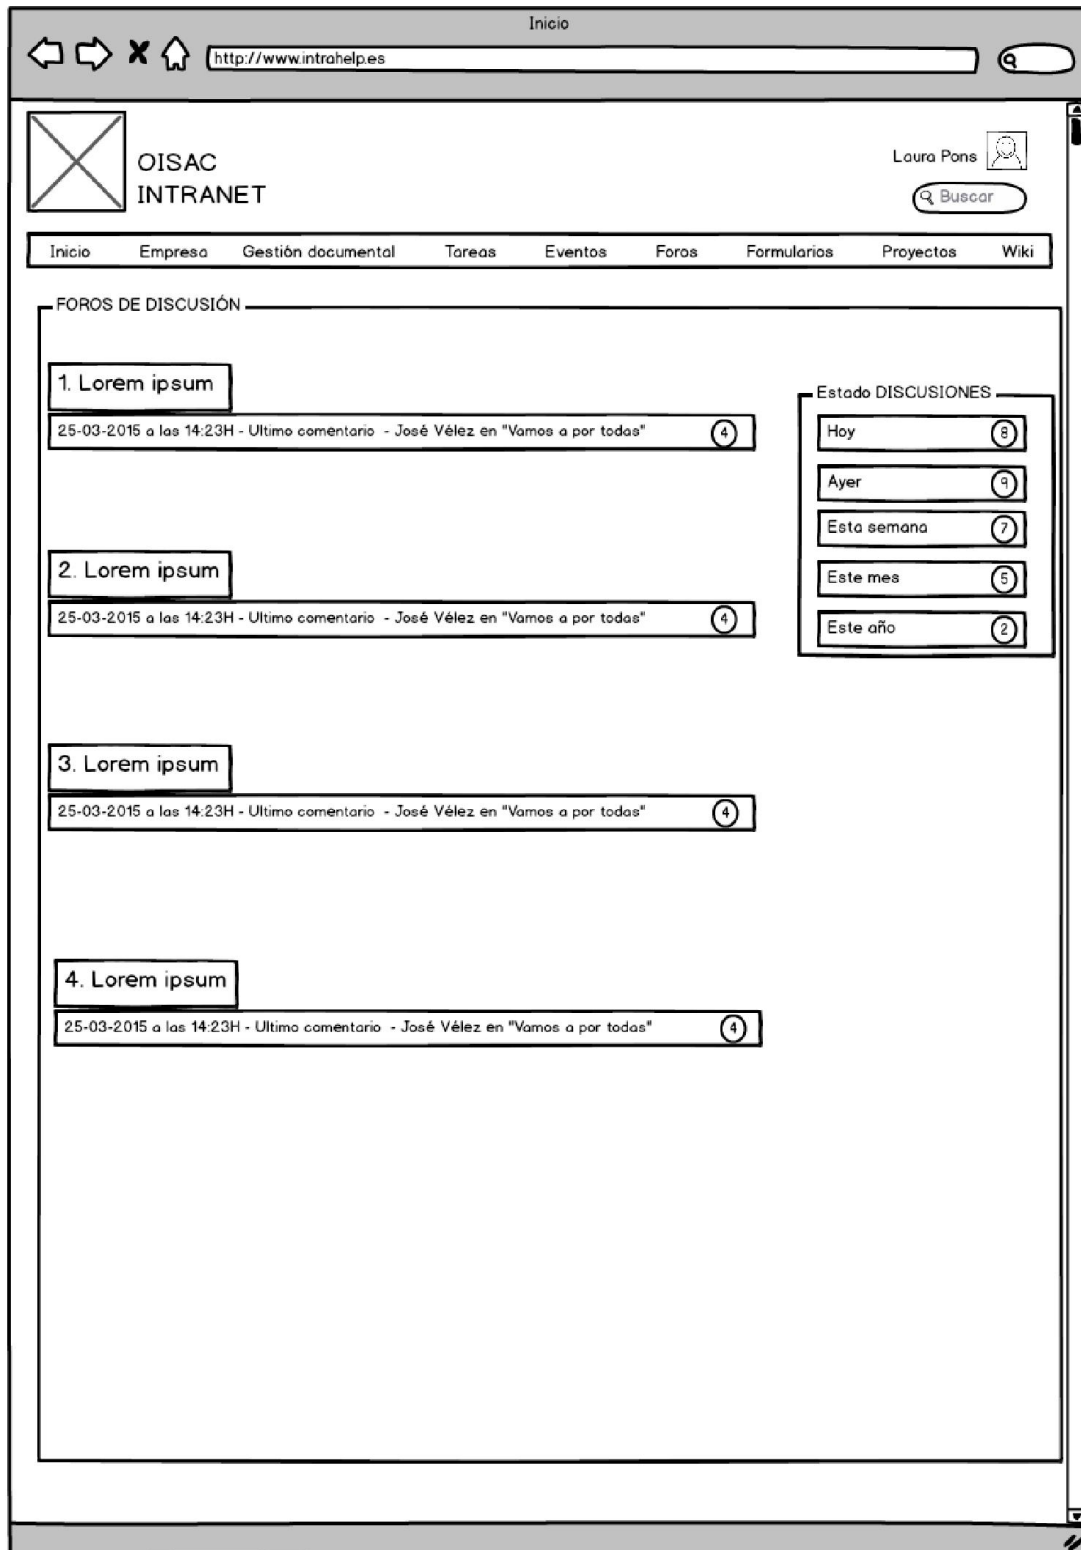 Inicio
http://www.intrahelp.es
OISAC
INTRANET
Laura Pons
Buscar
Inicio Empresa Gestión documental Tareas Eventos Foros Formularios Proyectos Wiki
FOROS DE DISCUSIÓN
1. Lorem ipsum
25-03-2015 a las 14:23H - Ultimo comentario - José Vélez en "Vamos a por todas" 4
2. Lorem ipsum
25-03-2015 a las 14:23H - Ultimo comentario - José Vélez en "Vamos a por todas" 4
3. Lorem ipsum
25-03-2015 a las 14:23H - Ultimo comentario - José Vélez en "Vamos a por todas" 4
4. Lorem ipsum
25-03-2015 a las 14:23H - Ultimo comentario - José Vélez en "Vamos a por todas" 4
Estado DISCUSIONES
Hoy 8
Ayer 9
Esta semana 7
Este mes 5
Este año 2